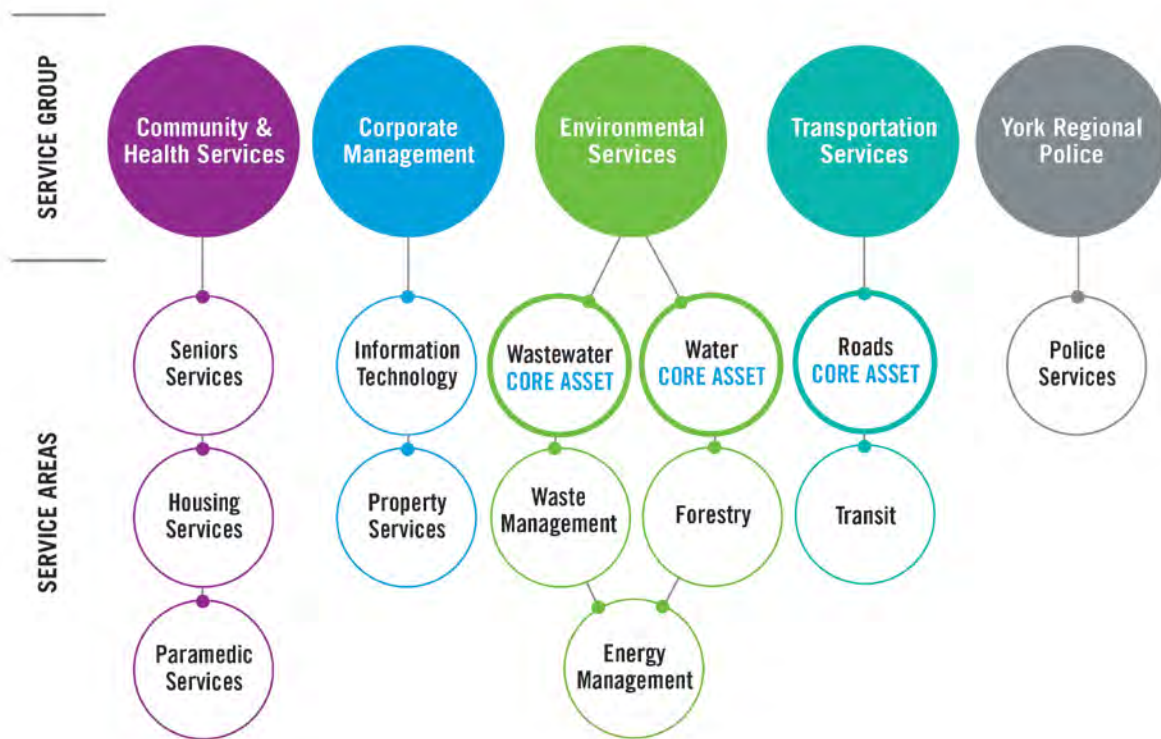 SERVICE GROUP
Community &
Health Services
Corporate
Management
Environmental
Services
Transportation
Services
York Regional
Police
SERVICE AREAS
Seniors
Services
Information
Technology
Wastewater
CORE ASSET
Water
CORE ASSET
Roads
CORE ASSET
Police
Services
Housing
Services
Property
Services
Waste
Management
Forestry
Transit
Paramedic
Services
Energy
Management